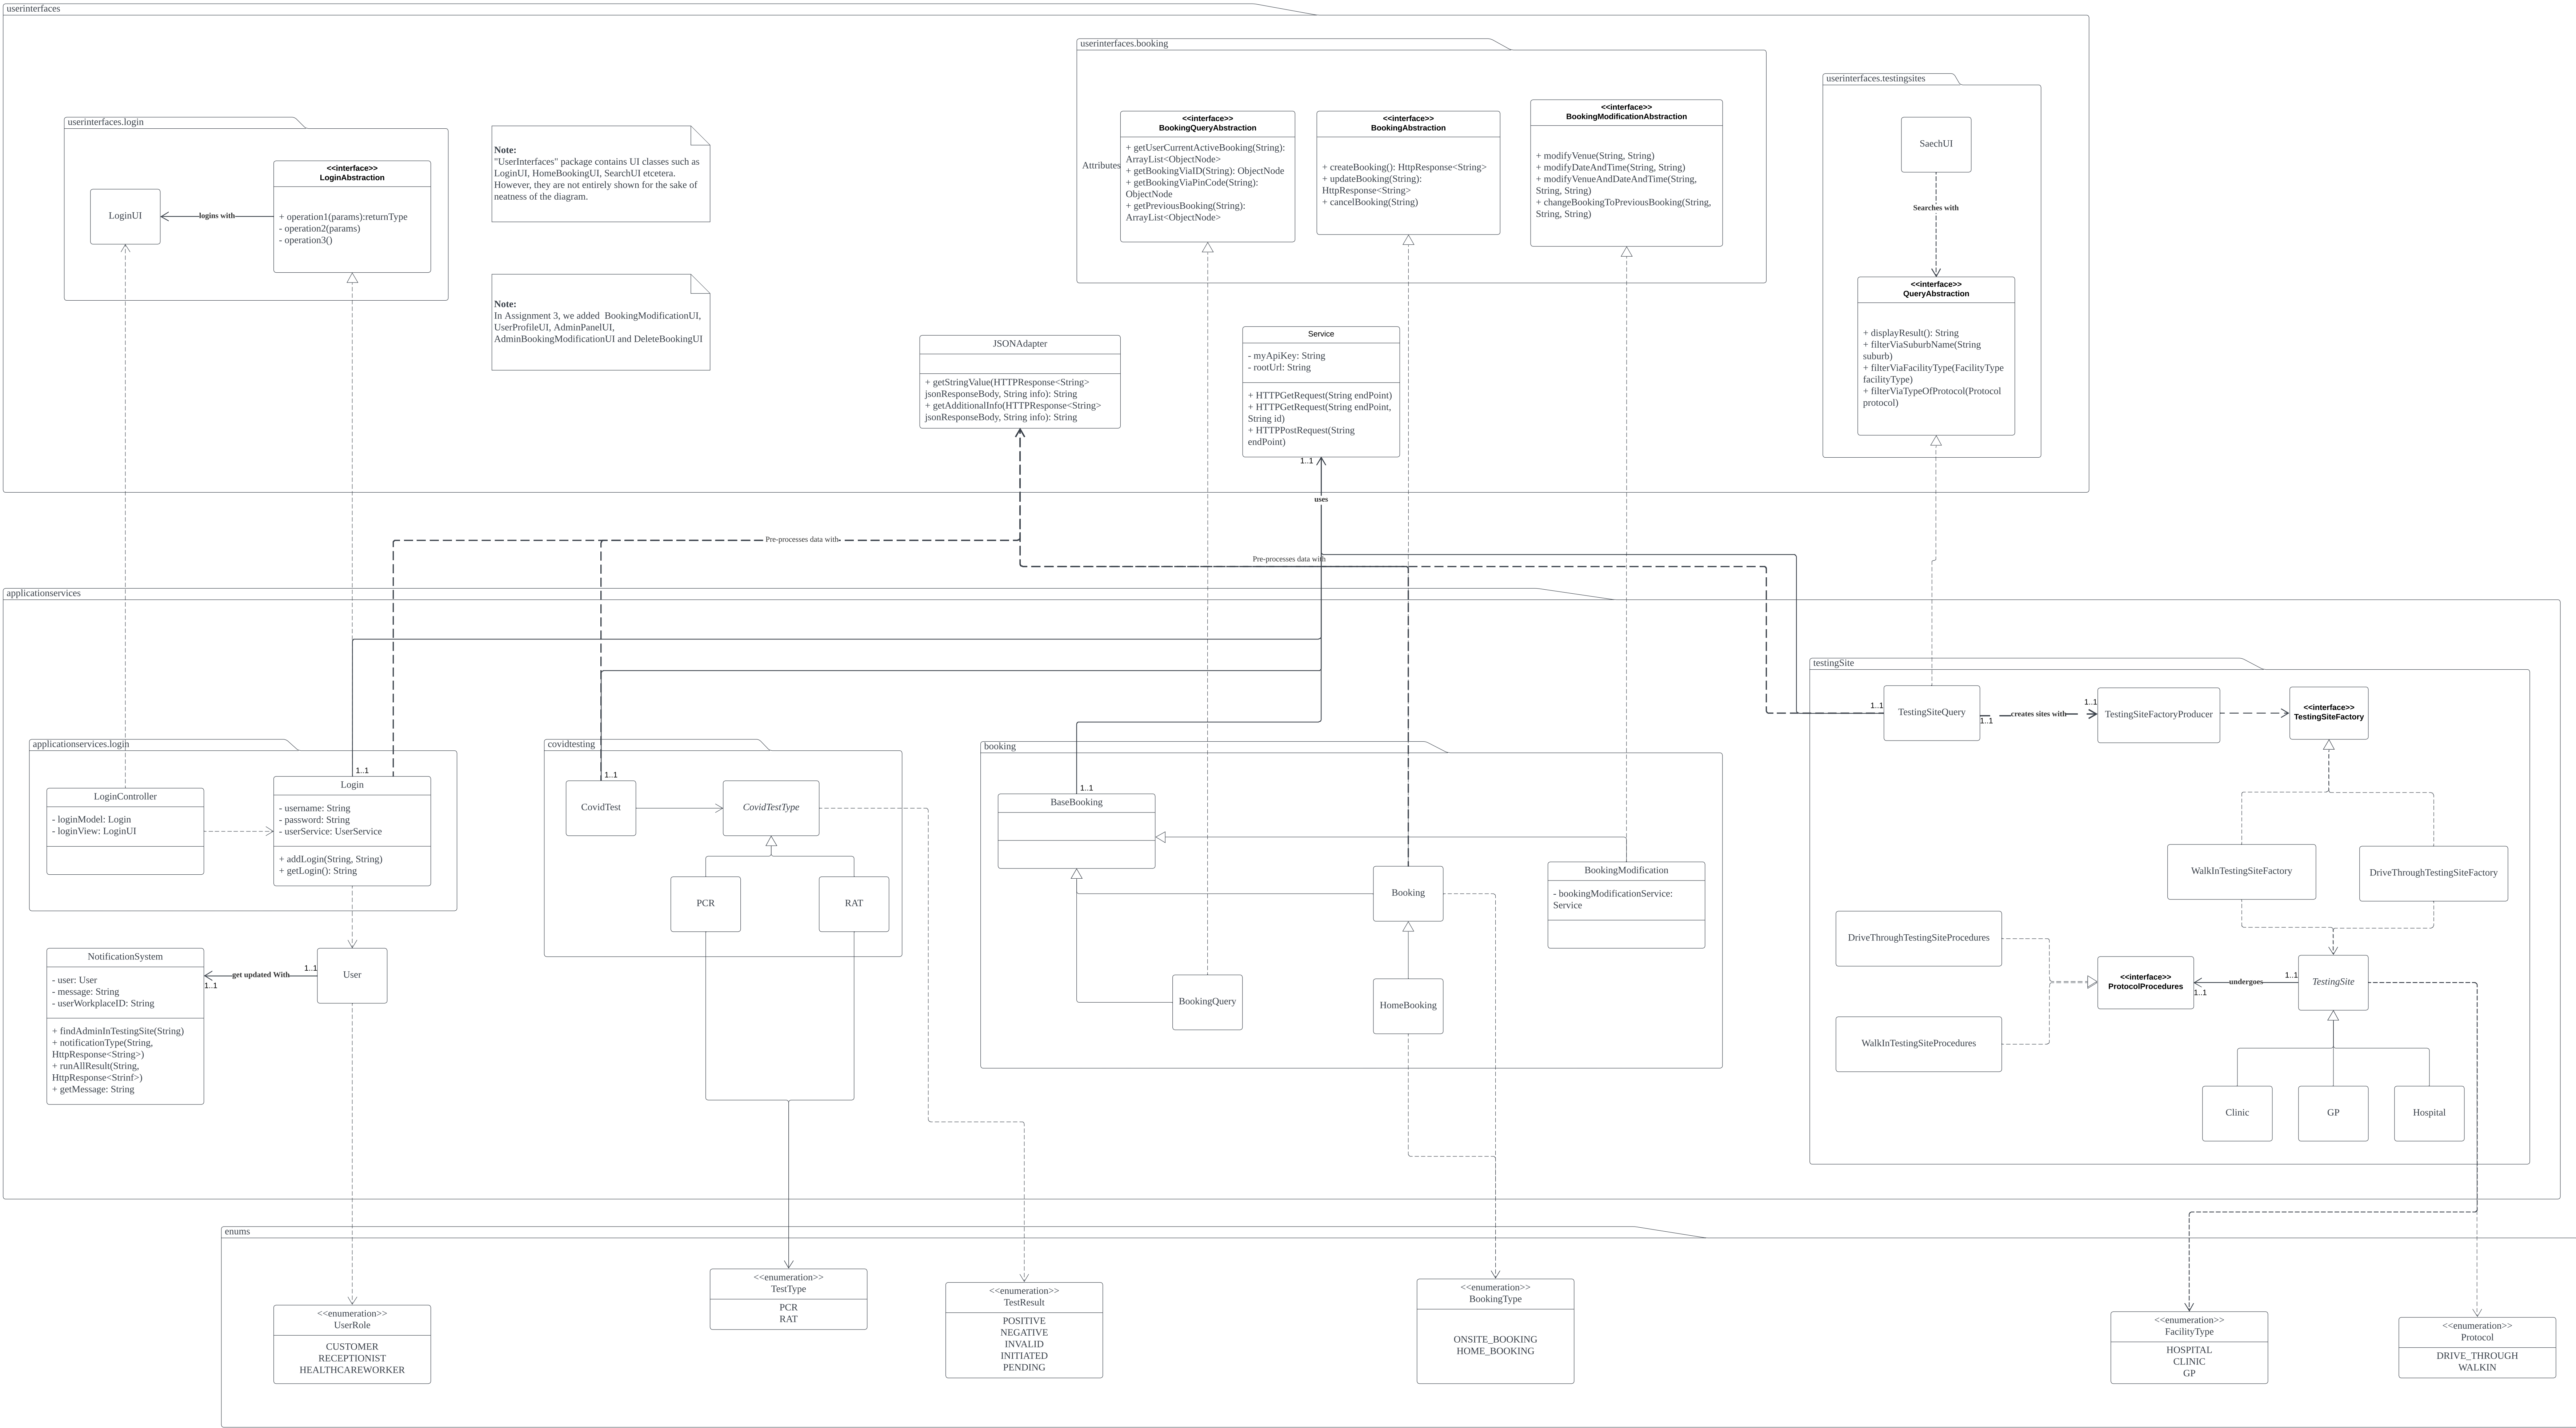 userinterfaces
userinterfaces.booking
userinterfaces.testingsites
userinterfaces.login
<<interface>>
LoginAbstraction
+ operation1(params):returnType
- operation2(params)
- operation3()
LoginUI
logins with
Note:
"UserInterfaces" package contains UI classes such as
LoginUI, HomeBookingUI, SearchUI etcetera.
However, they are not entirely shown for the sake of
neatness of the diagram.
Note:
In Assignment 3, we added BookingModificationUI,
UserProfileUI, AdminPanelUI,
AdminBookingModificationUI and DeleteBookingUI
Attributes
<<interface>>
BookingQueryAbstraction
+ getUserCurrentActiveBooking(String):
ArrayList<ObjectNode>
+ getBookingViaID(String): ObjectNode
+ getBookingViaPinCode(String):
ObjectNode
+ getPreviousBooking(String):
ArrayList<ObjectNode>
<<interface>>
BookingAbstraction
+ createBooking(): HttpResponse<String>
+ updateBooking(String):
HttpResponse<String>
+ cancelBooking(String)
<<interface>>
BookingModificationAbstraction
+ modifyVenue(String, String)
+ modifyDateAndTime(String, String)
+ modifyVenueAndDateAndTime(String,
String, String)
+ changeBookingToPreviousBooking(String,
String, String)
SaechUI
Searches with
<<interface>>
QueryAbstraction
+ displayResult(): String
+ filterViaSuburbName(String
suburb)
+ filterViaFacilityType(FacilityType
facilityType)
+ filterViaTypeOfProtocol(Protocol
protocol)
JSONAdapter
+ getStringValue(HTTPResponse<String>
jsonResponseBody, String info): String
+ getAdditionalInfo(HTTPResponse<String>
jsonResponseBody, String info): String
Service
- myApiKey: String
- rootUrl: String
+ HTTPGetRequest(String endPoint)
+ HTTPGetRequest(String endPoint,
String id)
+ HTTPPostRequest(String
endPoint)
1..1
uses
Pre-processes data with
Pre-processes data with
applicationservices
testingSite
1..1
TestingSiteQuery
1..1
creates sites with
1..1
TestingSiteFactoryProducer
<<interface>>
TestingSiteFactory
WalkInTestingSiteFactory
DriveThroughTestingSiteFactory
DriveThroughTestingSiteProcedures
WalkInTestingSiteProcedures
<<interface>>
ProtocolProcedures
1..1
undergoes
1..1
TestingSite
Clinic
GP
Hospital
applicationservices.login
LoginController
- loginModel: Login
- loginView: LoginUI
1..1
Login
- username: String
- password: String
- userService: UserService
+ addLogin(String, String)
+ getLogin(): String
NotificationSystem
- user: User
- message: String
- userWorkplaceID: String
+ findAdminInTestingSite(String)
+ notificationType(String,
HttpResponse<String>)
+ runAllResult(String,
HttpResponse<Strinf>)
+ getMessage: String
1..1
get updated With
1..1
User
covidtesting
1..1
CovidTest
CovidTestType
PCR
RAT
booking
1..1
BaseBooking
Booking
BookingModification
- bookingModificationService:
Service
BookingQuery
HomeBooking
enums
<<enumeration>>
UserRole
CUSTOMER
RECEPTIONIST
HEALTHCAREWORKER
<<enumeration>>
TestType
PCR
RAT
<<enumeration>>
TestResult
POSITIVE
NEGATIVE
INVALID
INITIATED
PENDING
<<enumeration>>
BookingType
ONSITE_BOOKING
HOME_BOOKING
<<enumeration>>
FacilityType
HOSPITAL
CLINIC
GP
<<enumeration>>
Protocol
DRIVE_THROUGH
WALKIN